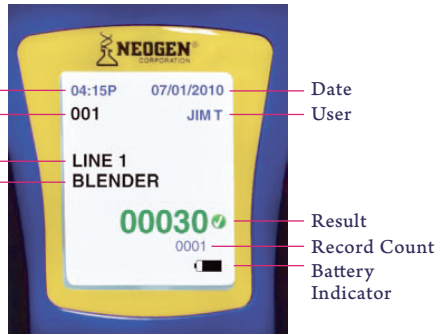 NEOGEN®
CORPORATION
04:15P 07/01/2010 Date
001 JIM T User
LINE 1
BLENDER
00030 Result
0001 Record Count
Battery
Indicator